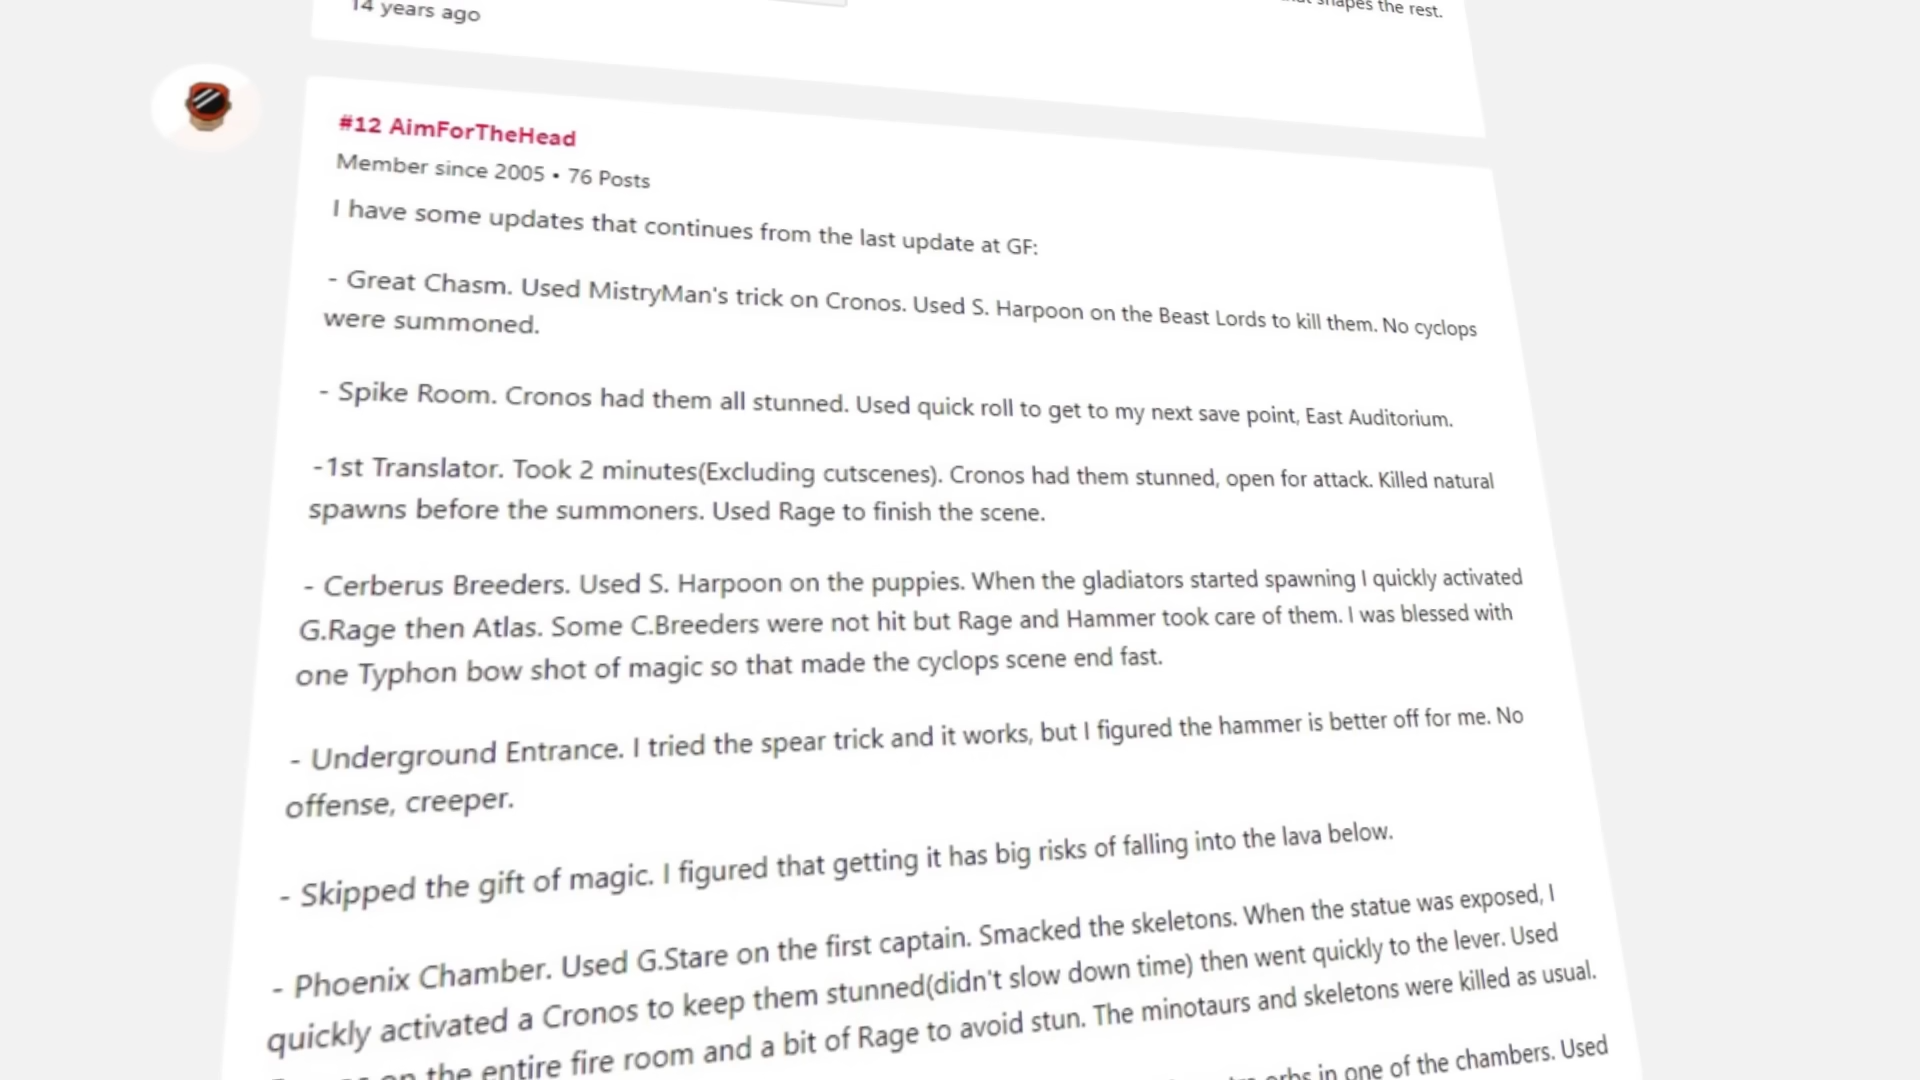 14 years ago
shapes the rest.
#12 AimForTheHead
Member since 2005 • 76 Posts
I have some updates that continues from the last update at GF:
- Great Chasm. Used MistryMan's trick on Cronos. Used S. Harpoon on the Beast Lords to kill them. No cyclops
were summoned.
- Spike Room. Cronos had them all stunned. Used quick roll to get to my next save point, East Auditorium.
-1st Translator. Took 2 minutes(Excluding cutscenes). Cronos had them stunned, open for attack. Killed natural
spawns before the summoners. Used Rage to finish the scene.
- Cerberus Breeders. Used S. Harpoon on the puppies. When the gladiators started spawning I quickly activated
G.Rage then Atlas. Some C.Breeders were not hit but Rage and Hammer took care of them. I was blessed with
one Typhon bow shot of magic so that made the cyclops scene end fast.
- Underground Entrance. I tried the spear trick and it works, but I figured the hammer is better off for me. No
offense, creeper.
- Skipped the gift of magic. I figured that getting it has big risks of falling into the lava below.
- Phoenix Chamber. Used G.Stare on the first captain. Smacked the skeletons. When the statue was exposed, I
quickly activated a Cronos to keep them stunned(didn't slow down time) then went quickly to the lever. Used
on the entire fire room and a bit of Rage to avoid stun. The minotaurs and skeletons were killed as usual.
orbs in one of the chambers. Used